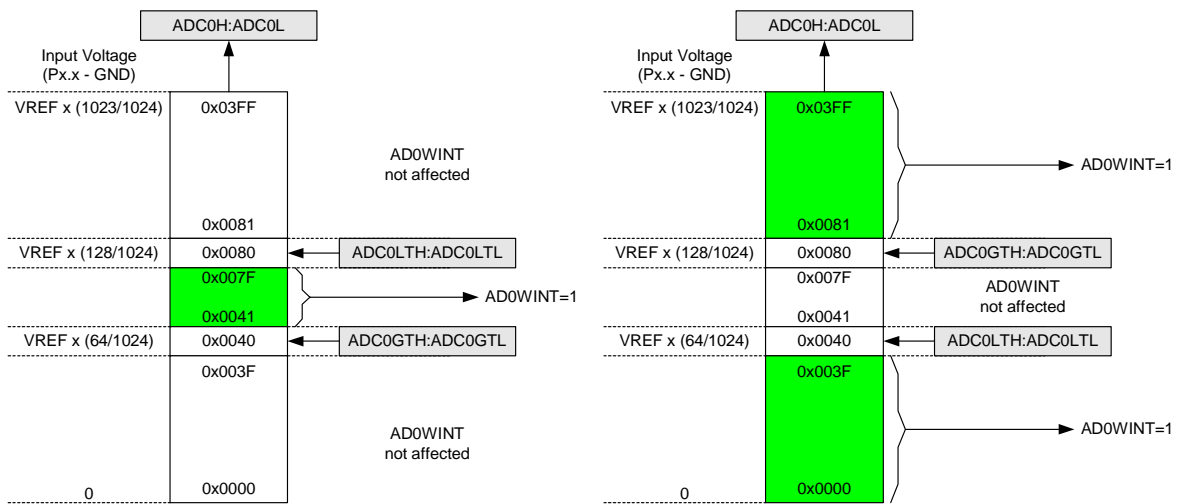 ADC0H:ADC0L
Input Voltage
(Px.x - GND)
VREF x (1023/1024)
0x03FF
AD0WINT
not affected
0x0081
VREF x (128/1024)
0x0080
ADC0LTH:ADC0LTL
0x007F
AD0WINT=1
0x0041
VREF x (64/1024)
0x0040
ADC0GTH:ADC0GTL
0x003F
AD0WINT
not affected
0
0x0000
ADC0H:ADC0L
Input Voltage
(Px.x - GND)
VREF x (1023/1024)
0x03FF
AD0WINT=1
0x0081
VREF x (128/1024)
0x0080
ADC0GTH:ADC0GTL
0x007F
AD0WINT
not affected
0x0041
VREF x (64/1024)
0x0040
ADC0LTH:ADC0LTL
0x003F
AD0WINT=1
0
0x0000